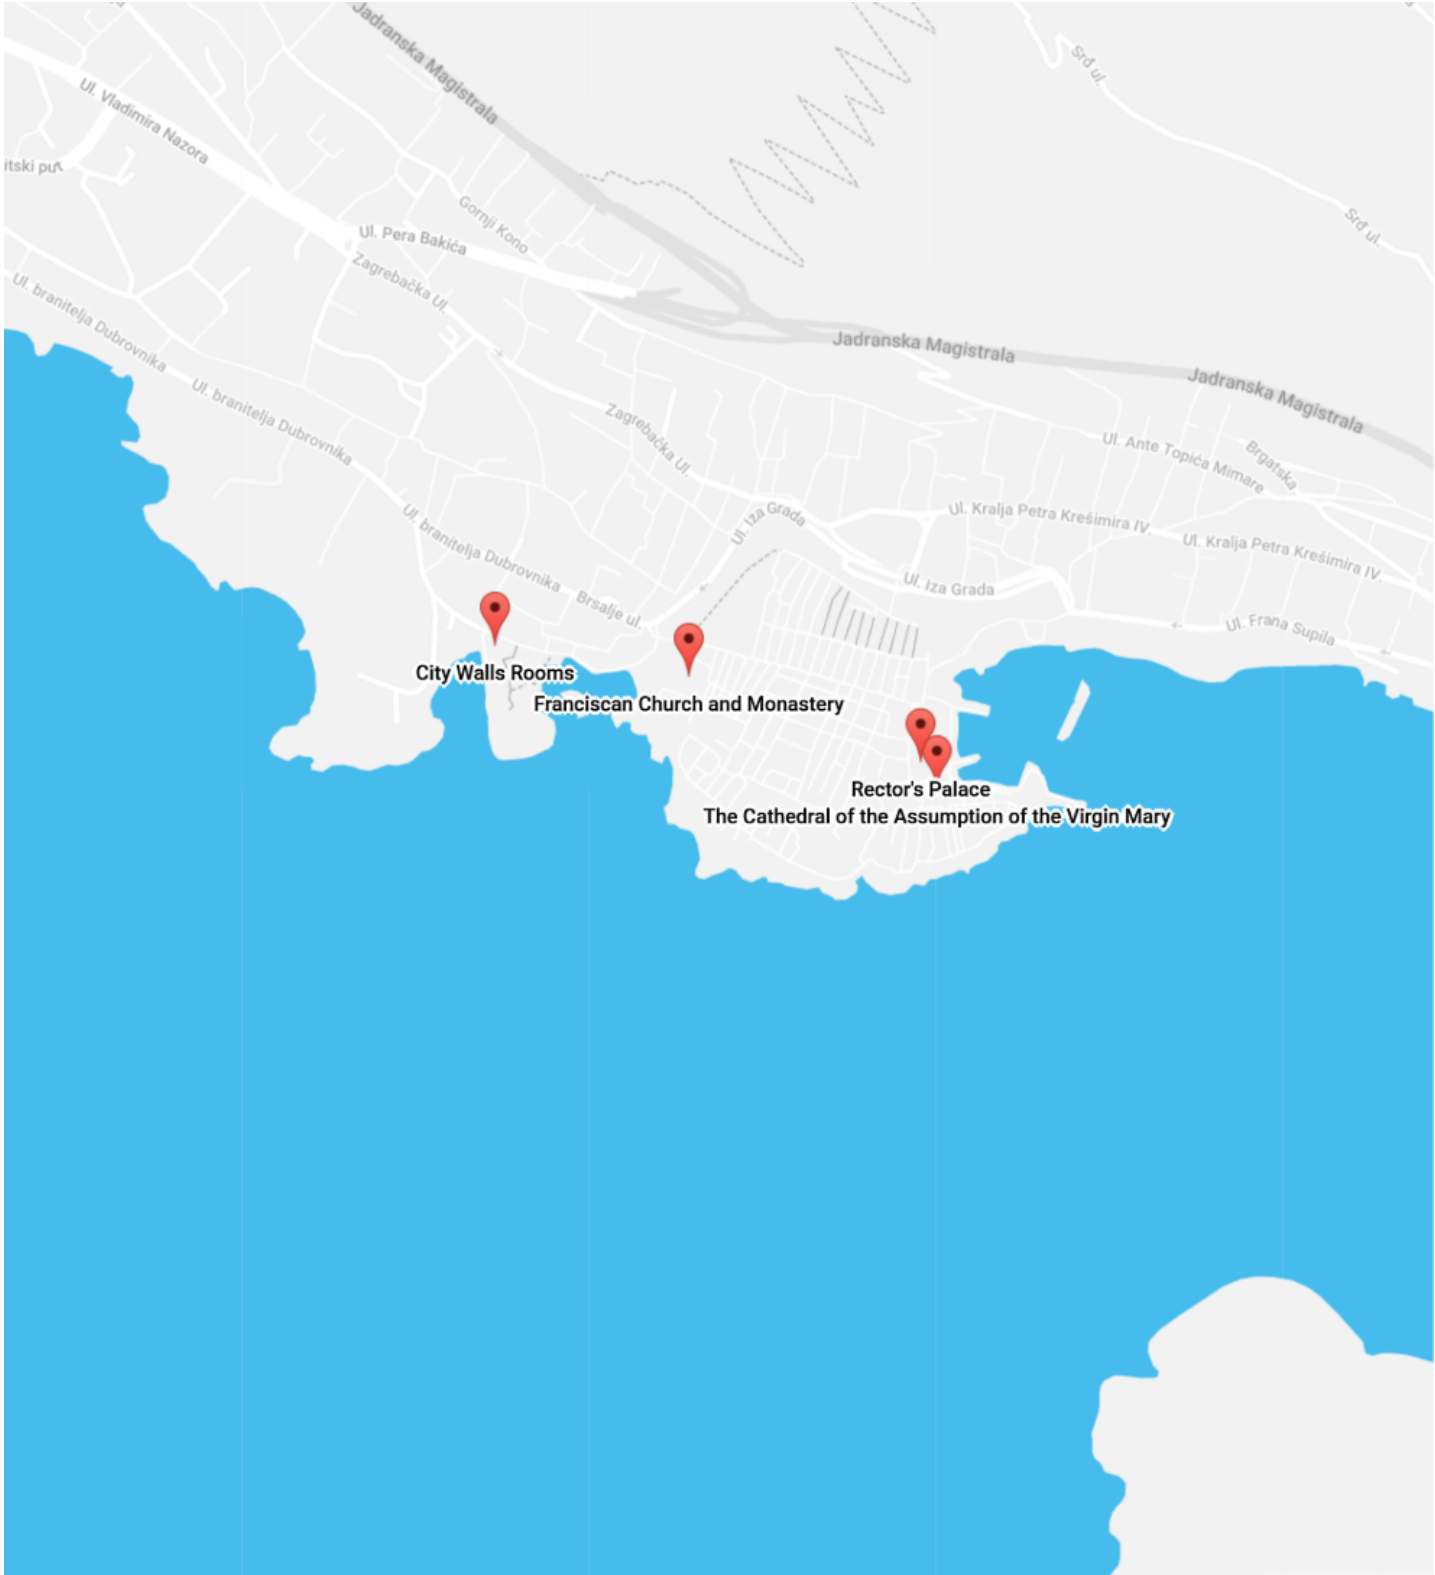 Jadranska Magistrala
Srđ ul.
Ul. Vladimira Nazora
itski put
Gornji Kono
Srđ ul.
Ul. Pera Bakića
Zagrebačka Ul.
Ul. branitelja Dubrovnika
Jadranska Magistrala
Jadranska Magistrala
Ul. branitelja Dubrovnika
Zagrebačka Ul.
Ul. Ante Topića Mimare
Brgatska
Ul. branitelja Dubrovnika
Ul. Iza Grada
Ul. Kralja Petra Krešimira IV.
Ul. Kralja Petra Krešimira IV.
Ul. Iza Grada
Brsalje ul.
Ul. Frana Supila
City Walls Rooms
Franciscan Church and Monastery
Rector's Palace
The Cathedral of the Assumption of the Virgin Mary